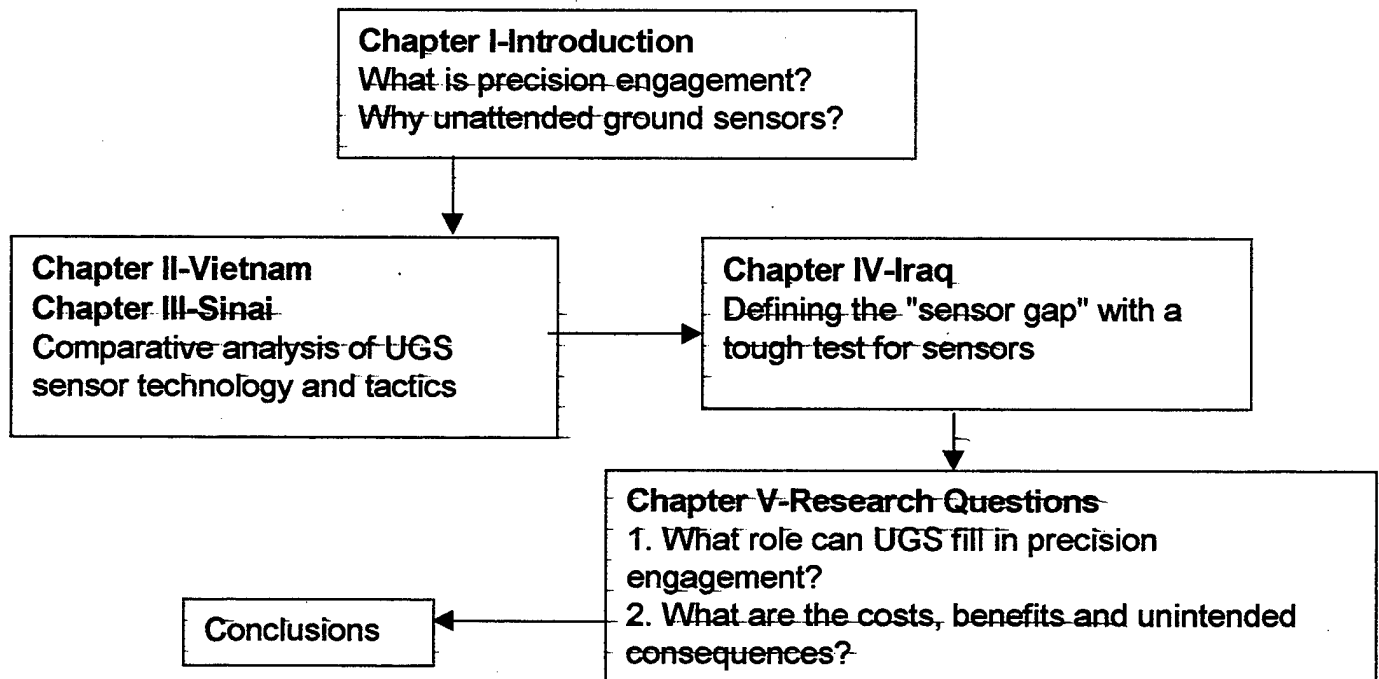 Chapter I-Introduction
What is precision engagement?
Why unattended ground sensors?
Chapter II-Vietnam
Chapter III-Sinai
Comparative analysis of UGS
sensor technology and tactics
Chapter IV-Iraq
Defining the "sensor gap" with a
tough test for sensors
Chapter V-Research Questions
1. What role can UGS fill in precision
engagement?
2. What are the costs, benefits and unintended
consequences?
Conclusions